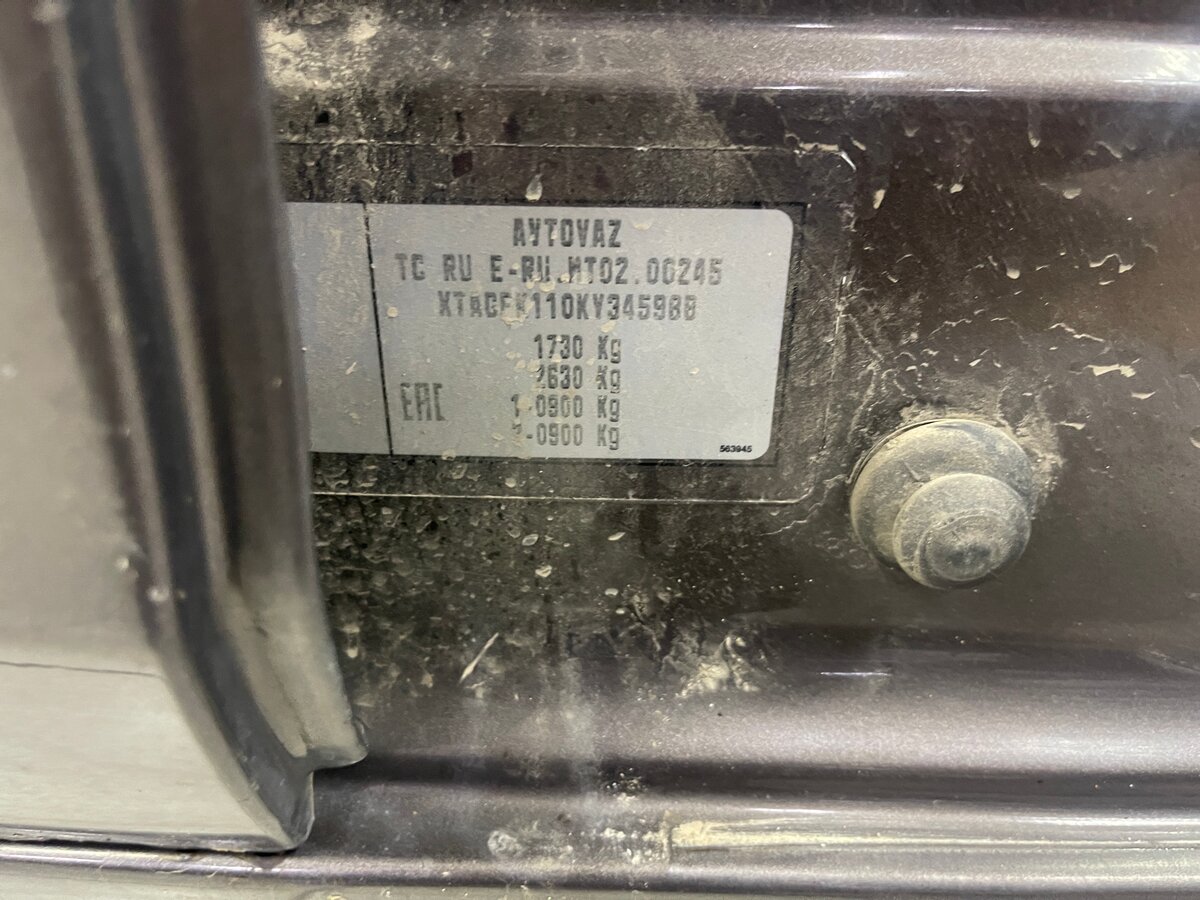 AVTOVAZ
TC RU E-RU.MT02.00245
XTAGFK110KY345988
1730 Kg
2630 Kg
EAC
1-0900 Kg
2-0900 Kg
563945